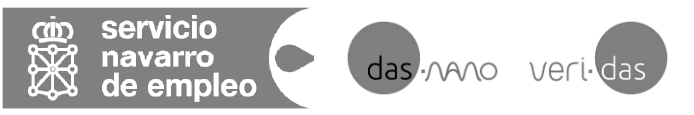 servicio
navarro
de empleo
das·nano
veri·das